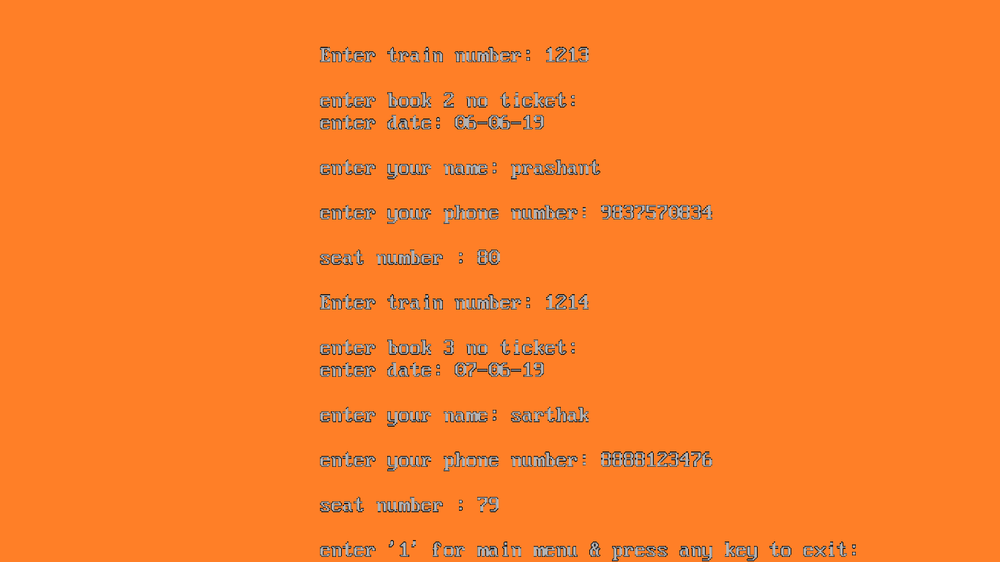 Enter train number: 1213
enter book 2 no ticket:
enter date: 06-06-19
enter your name: prashant
enter your phone number: 9837570834
seat number : 80
Enter train number: 1214
enter book 3 no ticket:
enter date: 07-06-19
enter your name: sarthak
enter your phone number: 8888123476
seat number : 79
enter '1' for main menu & press any key to exit: